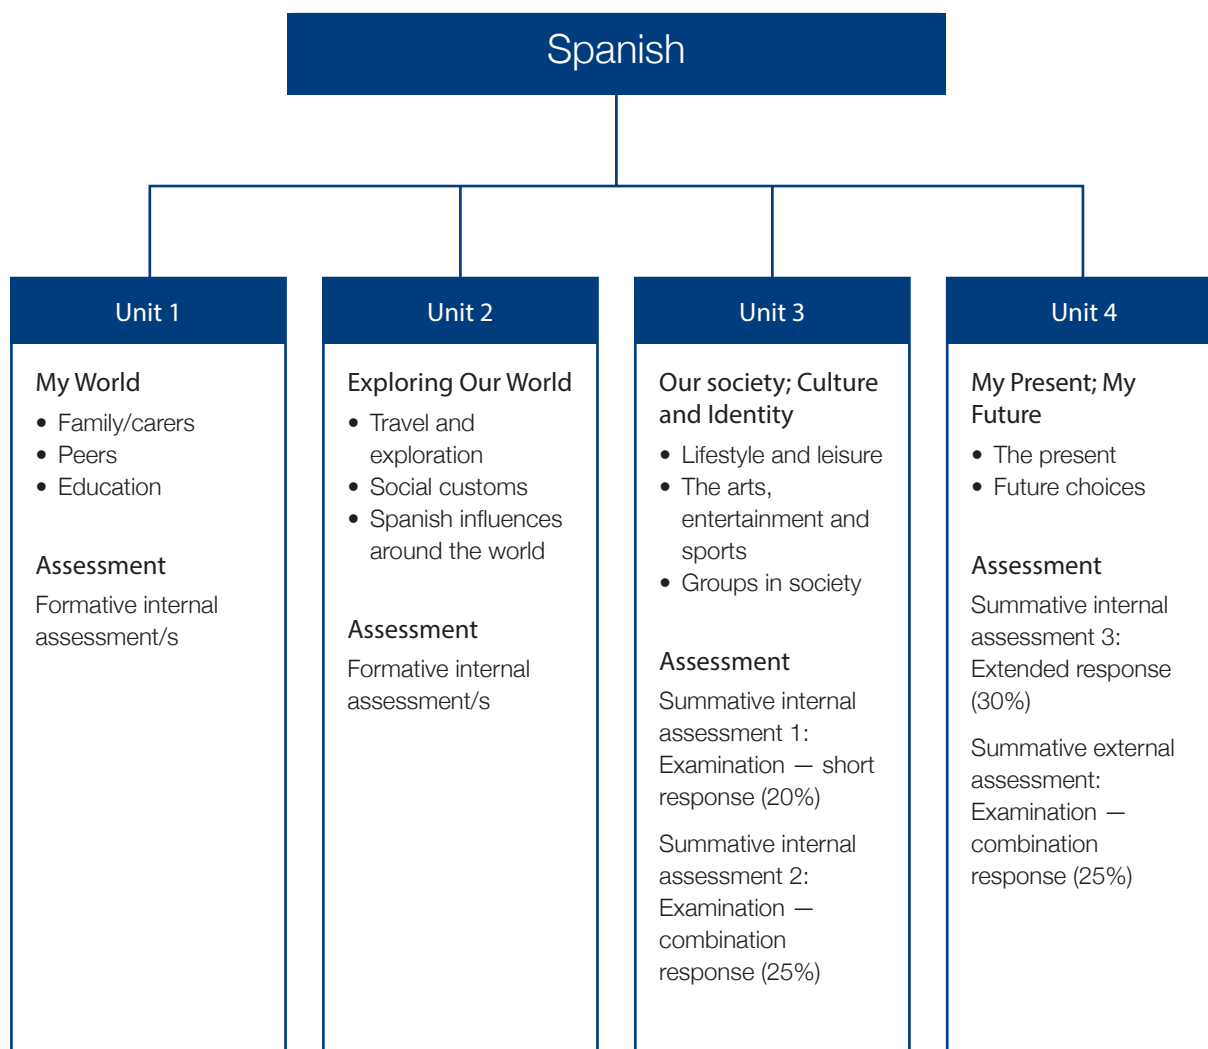 Spanish
Unit 1
My World
• Family/carers
• Peers
• Education
Assessment
Formative internal
assessment/s
Unit 2
Exploring Our World
• Travel and
exploration
• Social customs
• Spanish influences
around the world
Assessment
Formative internal
assessment/s
Unit 3
Our society; Culture
and Identity
• Lifestyle and leisure
• The arts,
entertainment and
sports
• Groups in society
Assessment
Summative internal
assessment 1:
Examination — short
response (20%)
Summative internal
assessment 2:
Examination —
combination
response (25%)
Unit 4
My Present; My
Future
• The present
• Future choices
Assessment
Summative internal
assessment 3:
Extended response
(30%)
Summative external
assessment:
Examination —
combination
response (25%)